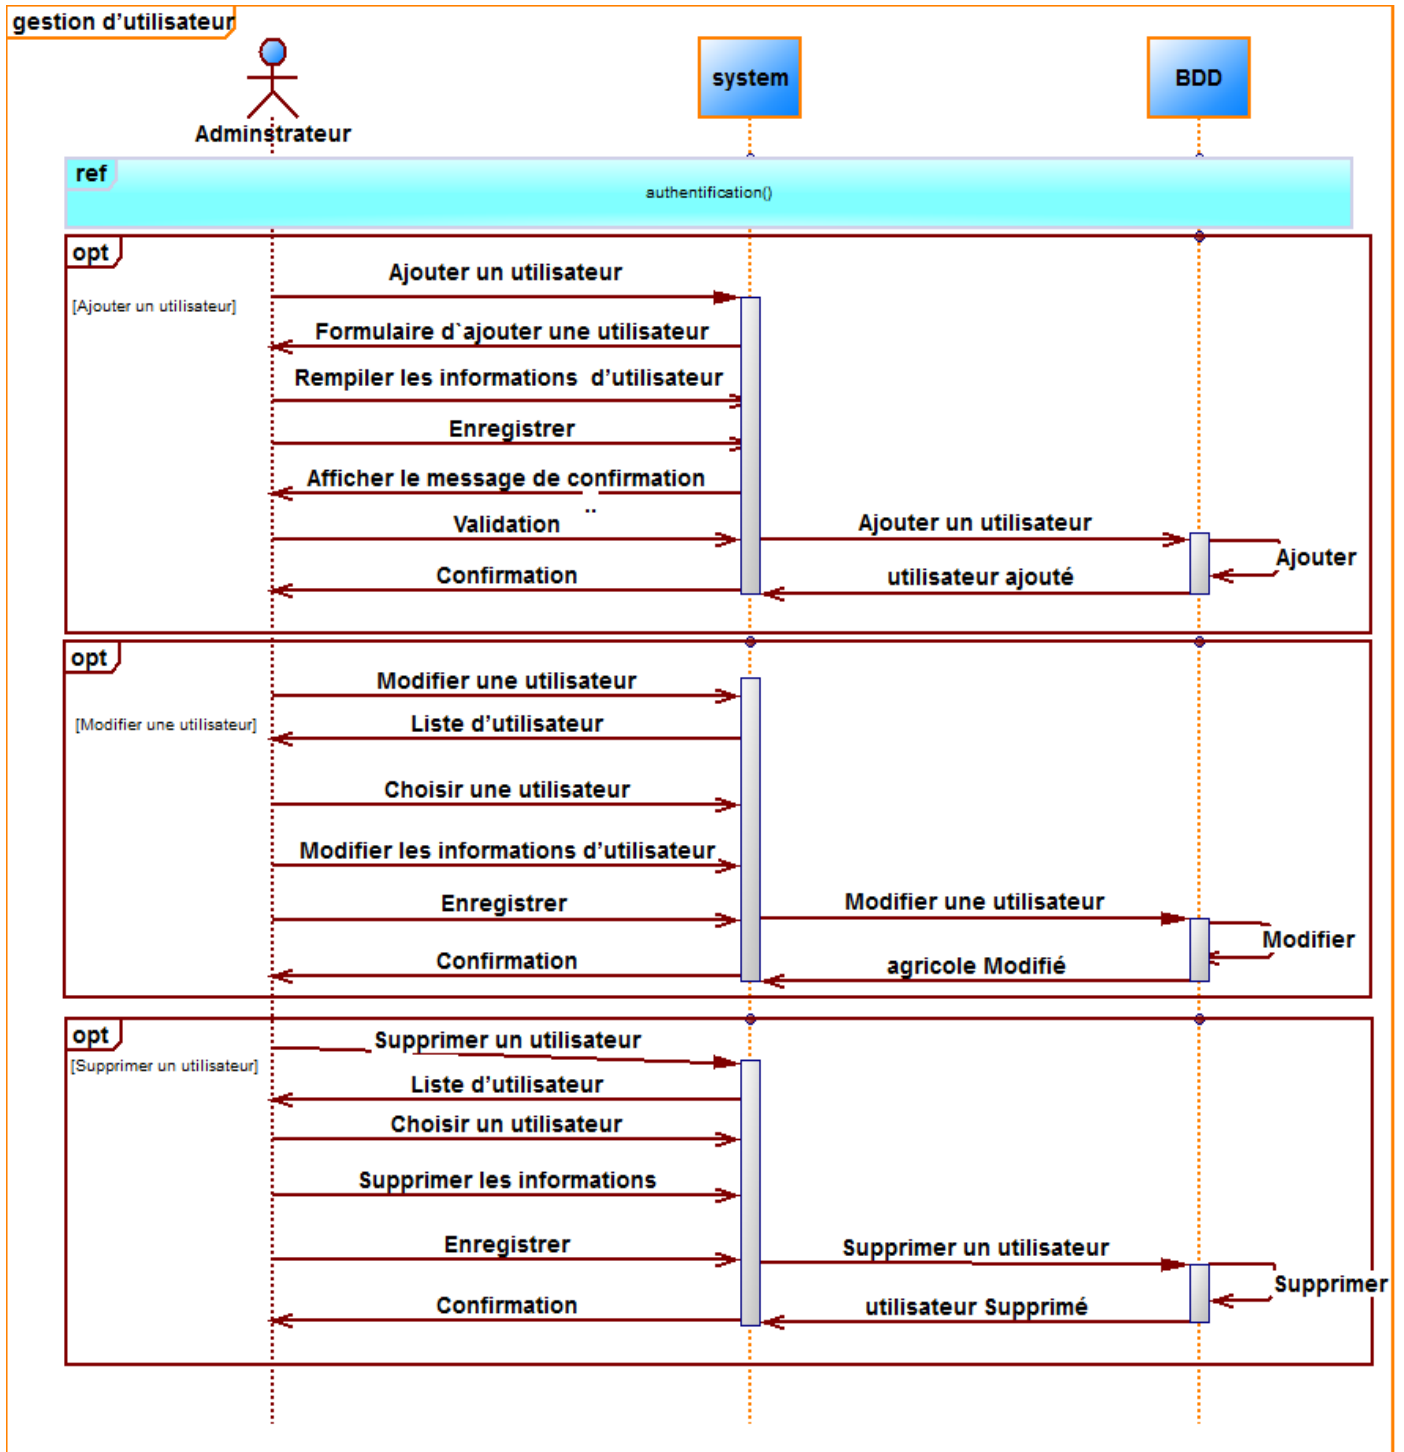 gestion d’utilisateur
system
BDD
Adminstrateur
ref
authentification()
opt
Ajouter un utilisateur
[Ajouter un utilisateur]
Formulaire d`ajouter une utilisateur
Rempiler les informations d’utilisateur
Enregistrer
Afficher le message de confirmation
..
Validation
Ajouter un utilisateur
Ajouter
Confirmation
utilisateur ajouté
opt
Modifier une utilisateur
[Modifier une utilisateur]
Liste d’utilisateur
Choisir une utilisateur
Modifier les informations d’utilisateur
Enregistrer
Modifier une utilisateur
Modifier
Confirmation
agricole Modifié
opt
Supprimer un utilisateur
[Supprimer un utilisateur]
Liste d’utilisateur
Choisir un utilisateur
Supprimer les informations
Enregistrer
Supprimer un utilisateur
Supprimer
Confirmation
utilisateur Supprimé